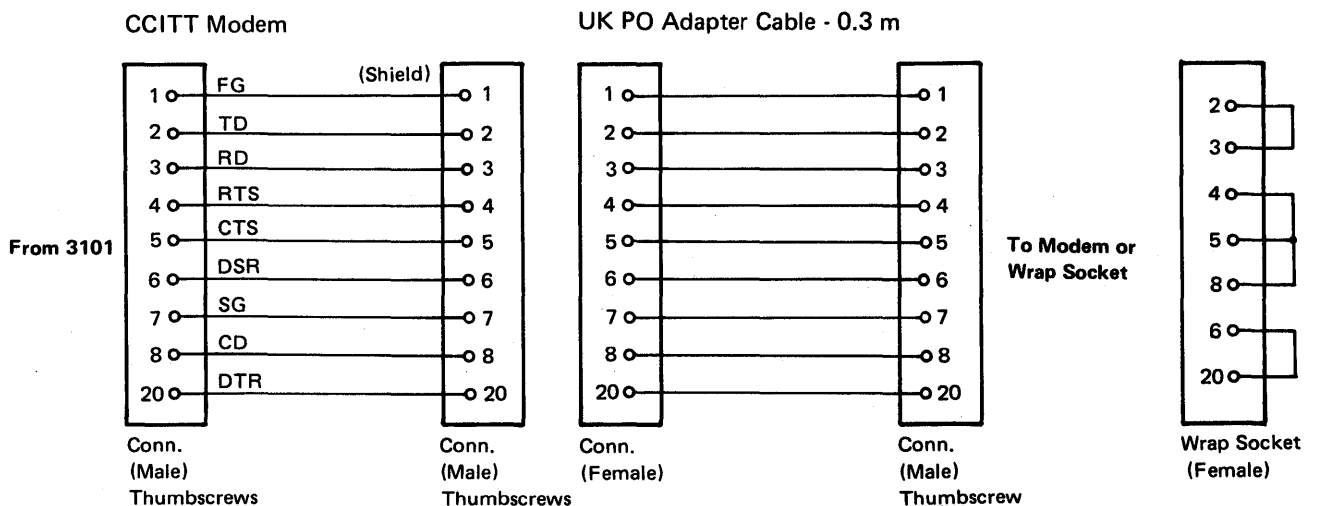 CCITT Modem
UK PO Adapter Cable - 0.3 m
1 FG (Shield) 1
2 TD 2
3 RD 3
4 RTS 4
5 CTS 5
6 DSR 6
7 SG 7
8 CD 8
20 DTR 20
From 3101
Conn.
(Male)
Thumbscrews
Conn.
(Male)
Thumbscrews
1 1
2 2
3 3
4 4
5 5
6 6
7 7
8 8
20 20
Conn.
(Female)
Conn.
(Male)
Thumbscrew
To Modem or
Wrap Socket
2
3
4
5
8
6
20
Wrap Socket
(Female)